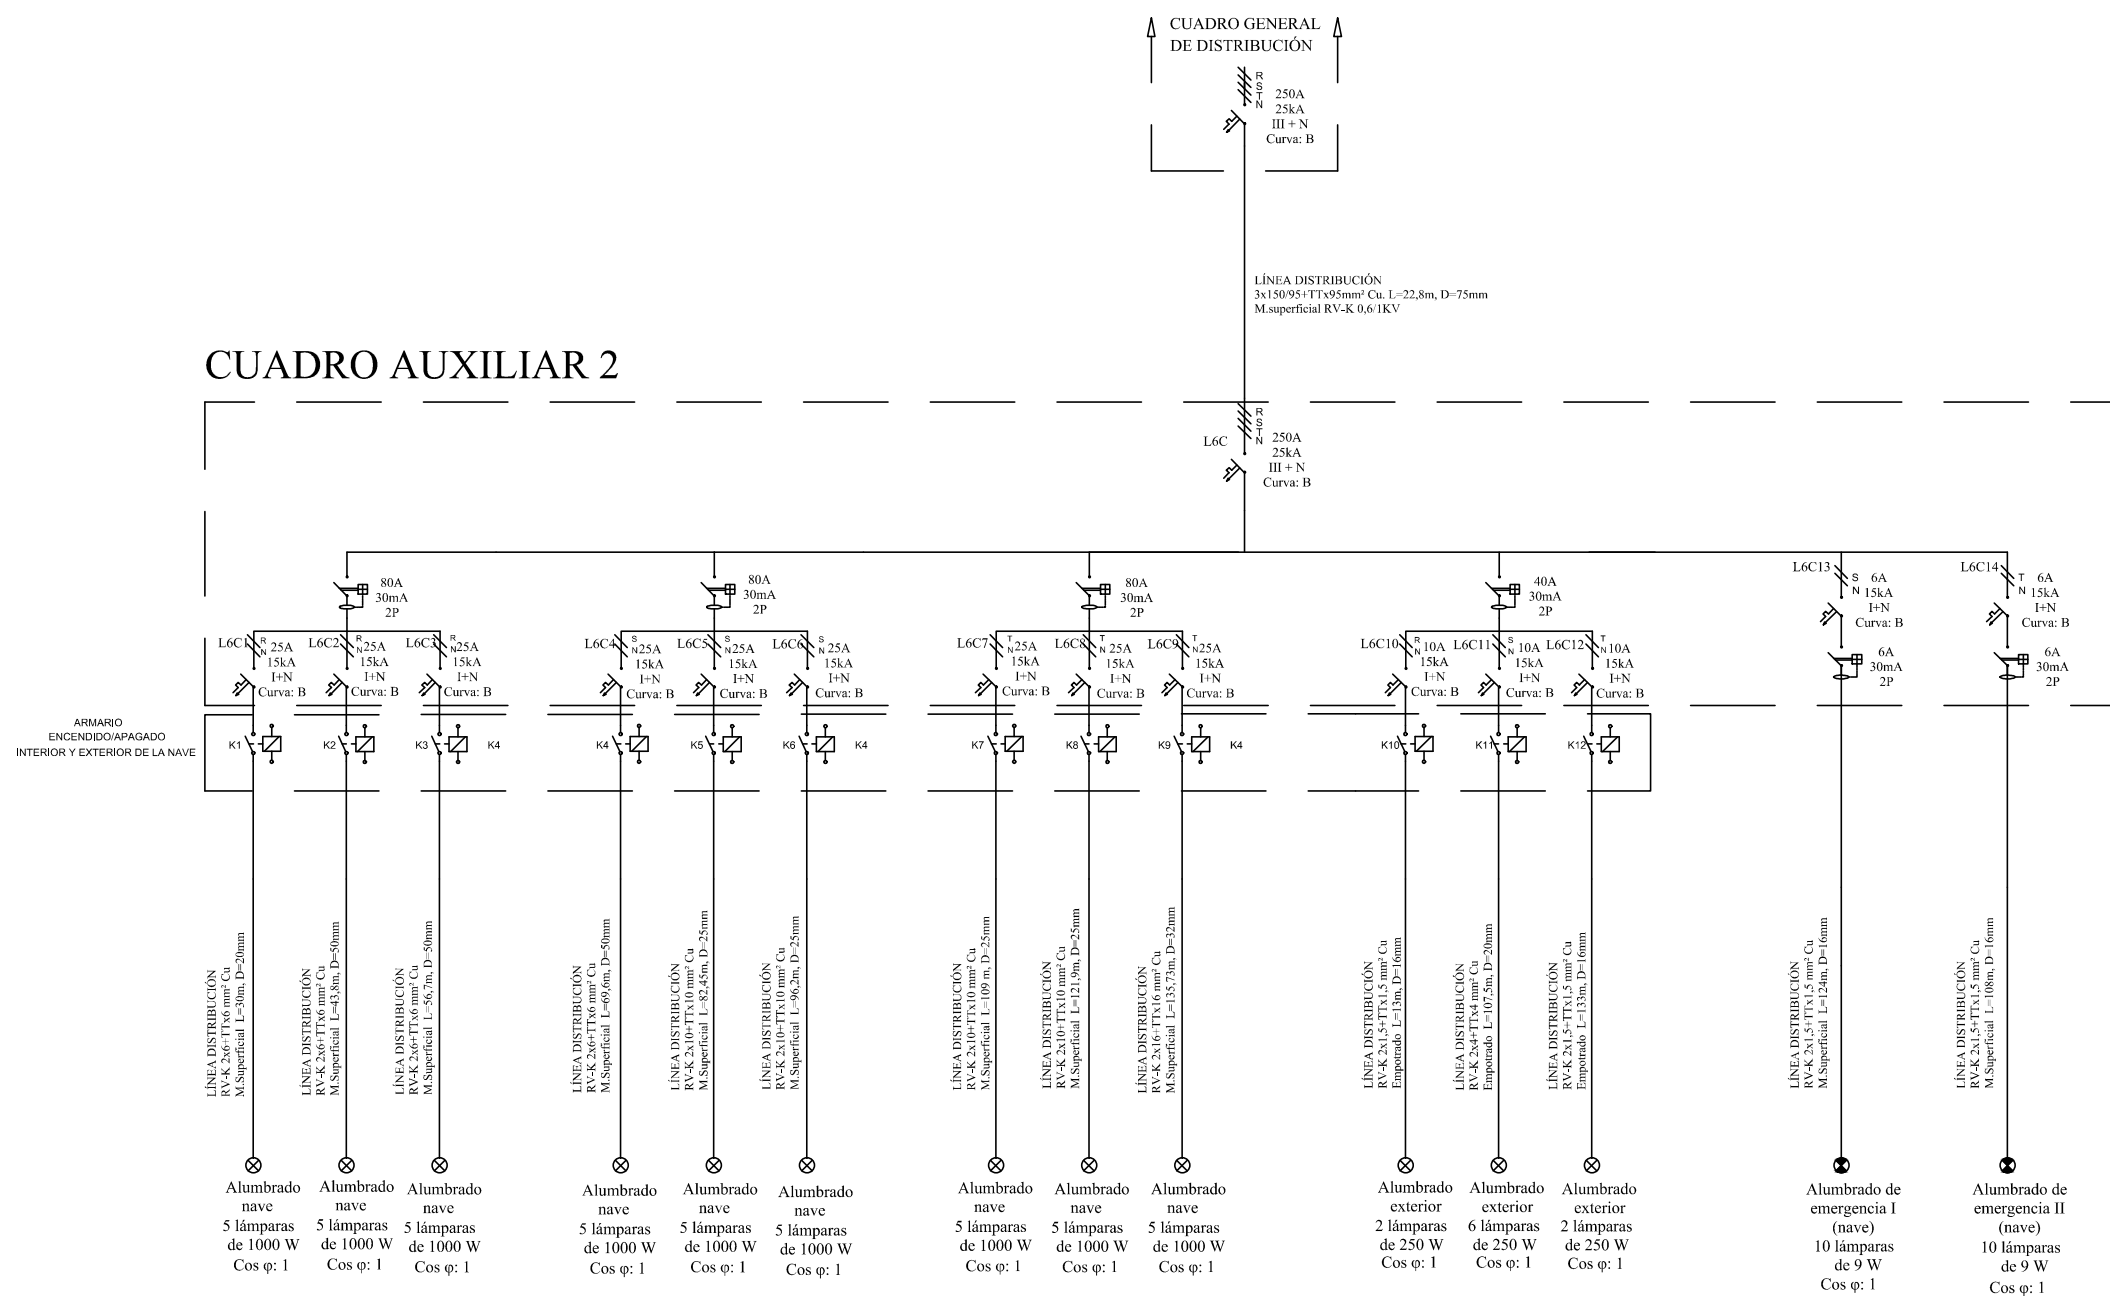 CUADRO GENERAL
DE DISTRIBUCIÓN
R
S
T
N
250A
25kA
III + N
Curva: B
LÍNEA DISTRIBUCIÓN
3x150/95+TTx95mm² Cu. L=22,8m, D=75mm
M.superficial RV-K 0,6/1KV
CUADRO AUXILIAR 2
L6C
R
S
T
N
250A
25kA
III + N
Curva: B
80A
30mA
2P
80A
30mA
2P
80A
30mA
2P
40A
30mA
2P
L6C1
R
N
25A
15kA
I+N
Curva: B
L6C2
R
N
25A
15kA
I+N
Curva: B
L6C3
R
N
25A
15kA
I+N
Curva: B
L6C4
S
N
25A
15kA
I+N
Curva: B
L6C5
S
N
25A
15kA
I+N
Curva: B
L6C6
S
N
25A
15kA
I+N
Curva: B
L6C7
T
N
25A
15kA
I+N
Curva: B
L6C8
T
N
25A
15kA
I+N
Curva: B
L6C9
T
N
25A
15kA
I+N
Curva: B
L6C10
R
N
10A
15kA
I+N
Curva: B
L6C11
S
N
10A
15kA
I+N
Curva: B
L6C12
T
N
10A
15kA
I+N
Curva: B
L6C13
S
N
6A
15kA
I+N
Curva: B
6A
30mA
2P
L6C14
T
N
6A
15kA
I+N
Curva: B
6A
30mA
2P
ARMARIO
ENCENDIDO/APAGADO
INTERIOR Y EXTERIOR DE LA NAVE
K1
K2
K3
K4
K4
K5
K6
K4
K7
K8
K9
K4
K10
K11
K12
LÍNEA DISTRIBUCIÓN
RV-K 2x6+TTx6 mm² Cu
M.Superficial L=30m, D=20mm
LÍNEA DISTRIBUCIÓN
RV-K 2x6+TTx6 mm² Cu
M.Superficial L=43,8m, D=50mm
LÍNEA DISTRIBUCIÓN
RV-K 2x6+TTx6 mm² Cu
M.Superficial L=56,7m, D=50mm
LÍNEA DISTRIBUCIÓN
RV-K 2x6+TTx6 mm² Cu
M.Superficial L=69,6m, D=50mm
LÍNEA DISTRIBUCIÓN
RV-K 2x10+TTx10 mm² Cu
M.Superficial L=82,45m, D=25mm
LÍNEA DISTRIBUCIÓN
RV-K 2x10+TTx10 mm² Cu
M.Superficial L=96,2m, D=25mm
LÍNEA DISTRIBUCIÓN
RV-K 2x10+TTx10 mm² Cu
M.Superficial L=109 m, D=25mm
LÍNEA DISTRIBUCIÓN
RV-K 2x10+TTx10 mm² Cu
M.Superficial L=121,9m, D=25mm
LÍNEA DISTRIBUCIÓN
RV-K 2x16+TTx16 mm² Cu
M.Superficial L=135,73m, D=32mm
LÍNEA DISTRIBUCIÓN
RV-K 2x1,5+TTx1,5 mm² Cu
Empotrado L=13m, D=16mm
LÍNEA DISTRIBUCIÓN
RV-K 2x4+TTx4 mm² Cu
Empotrado L=107,5m, D=20mm
LÍNEA DISTRIBUCIÓN
RV-K 2x1,5+TTx1,5 mm² Cu
Empotrado L=133m, D=16mm
LÍNEA DISTRIBUCIÓN
RV-K 2x1,5+TTx1,5 mm² Cu
M.Superficial L=124m, D=16mm
LÍNEA DISTRIBUCIÓN
RV-K 2x1,5+TTx1,5 mm² Cu
M.Superficial L=108m, D=16mm
Alumbrado
nave
5 lámparas
de 1000 W
Cos φ: 1
Alumbrado
nave
5 lámparas
de 1000 W
Cos φ: 1
Alumbrado
nave
5 lámparas
de 1000 W
Cos φ: 1
Alumbrado
nave
5 lámparas
de 1000 W
Cos φ: 1
Alumbrado
nave
5 lámparas
de 1000 W
Cos φ: 1
Alumbrado
nave
5 lámparas
de 1000 W
Cos φ: 1
Alumbrado
nave
5 lámparas
de 1000 W
Cos φ: 1
Alumbrado
nave
5 lámparas
de 1000 W
Cos φ: 1
Alumbrado
nave
5 lámparas
de 1000 W
Cos φ: 1
Alumbrado
exterior
2 lámparas
de 250 W
Cos φ: 1
Alumbrado
exterior
6 lámparas
de 250 W
Cos φ: 1
Alumbrado
exterior
2 lámparas
de 250 W
Cos φ: 1
Alumbrado de
emergencia I
(nave)
10 lámparas
de 9 W
Cos φ: 1
Alumbrado de
emergencia II
(nave)
10 lámparas
de 9 W
Cos φ: 1